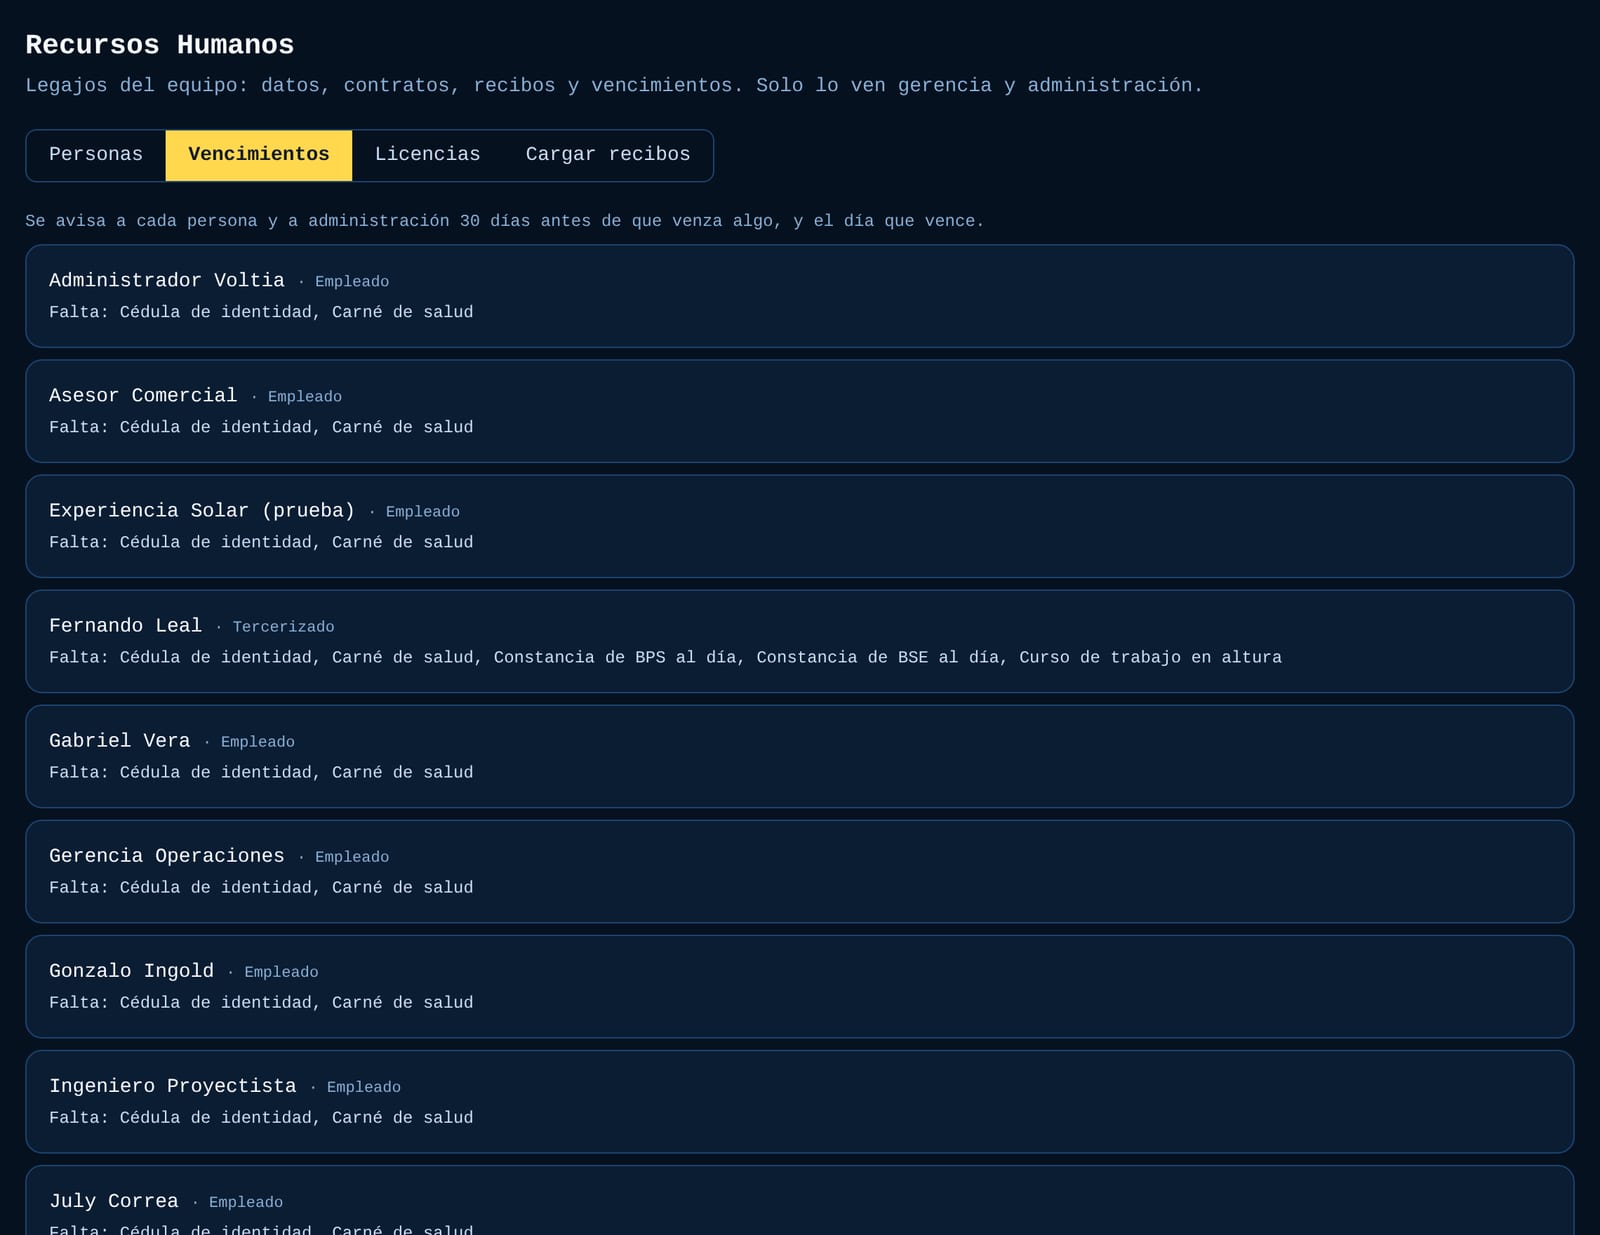 Recursos Humanos
Legajos del equipo: datos, contratos, recibos y vencimientos. Solo lo ven gerencia y administración.
Personas Vencimientos Licencias Cargar recibos
Se avisa a cada persona y a administración 30 días antes de que venza algo, y el día que vence.
Administrador Voltia · Empleado
Falta: Cédula de identidad, Carné de salud
Asesor Comercial · Empleado
Falta: Cédula de identidad, Carné de salud
Experiencia Solar (prueba) · Empleado
Falta: Cédula de identidad, Carné de salud
Fernando Leal · Tercerizado
Falta: Cédula de identidad, Carné de salud, Constancia de BPS al día, Constancia de BSE al día, Curso de trabajo en altura
Gabriel Vera · Empleado
Falta: Cédula de identidad, Carné de salud
Gerencia Operaciones · Empleado
Falta: Cédula de identidad, Carné de salud
Gonzalo Ingold · Empleado
Falta: Cédula de identidad, Carné de salud
Ingeniero Proyectista · Empleado
Falta: Cédula de identidad, Carné de salud
July Correa · Empleado
Falta: Cédula de identidad, Carné de salud